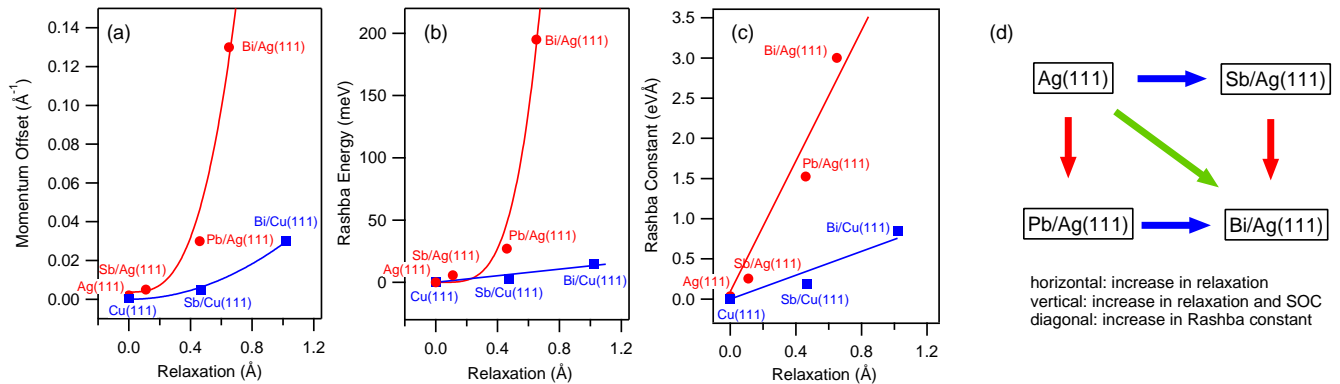 (a)
Momentum Offset (Å-1)
0.14
0.12
0.10
0.08
0.06
0.04
0.02
0.00
Bi/Ag(111)
Bi/Cu(111)
Pb/Ag(111)
Sb/Ag(111)
Ag(111)
Cu(111)
Sb/Cu(111)
0.0
0.4
0.8
1.2
Relaxation (Å)
(b)
Rashba Energy (meV)
200
150
100
50
0
Bi/Ag(111)
Pb/Ag(111)
Sb/Ag(111)
Ag(111)
Cu(111)
Sb/Cu(111)
Bi/Cu(111)
0.0
0.4
0.8
1.2
Relaxation (Å)
(c)
Rashba Constant (eVÅ)
3.5
3.0
2.5
2.0
1.5
1.0
0.5
0.0
Bi/Ag(111)
Pb/Ag(111)
Bi/Cu(111)
Sb/Ag(111)
Ag(111)
Sb/Cu(111)
Cu(111)
0.0
0.4
0.8
1.2
Relaxation (Å)
(d)
Ag(111)
Sb/Ag(111)
Pb/Ag(111)
Bi/Ag(111)
horizontal: increase in relaxation
vertical: increase in relaxation and SOC
diagonal: increase in Rashba constant